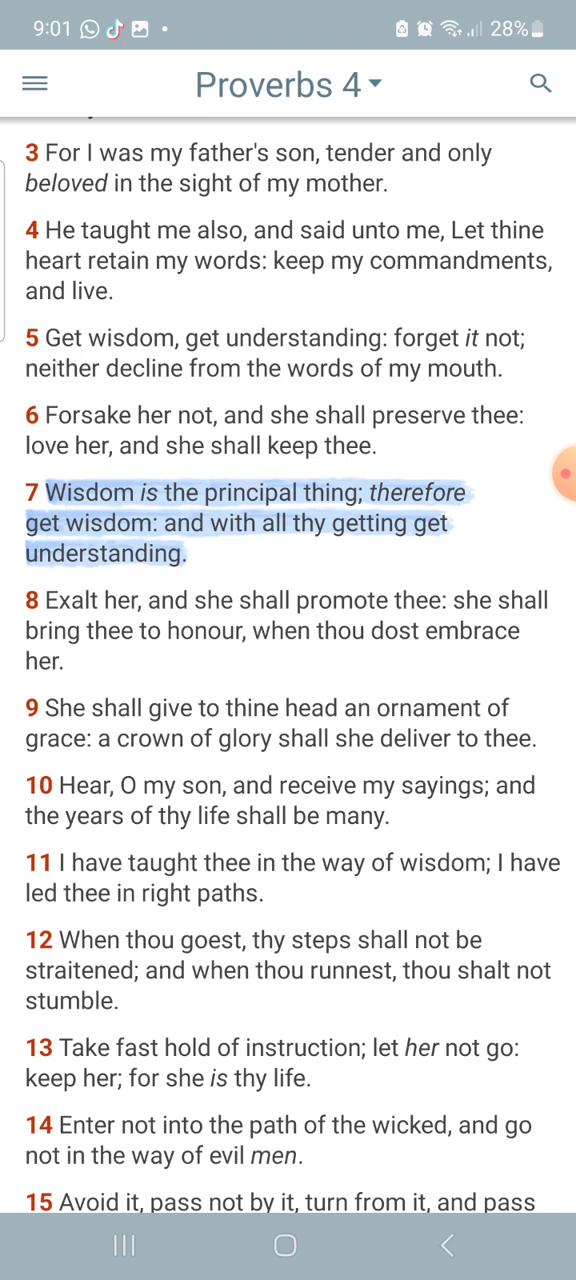 9:01 28%
Proverbs 4
3 For I was my father's son, tender and only
beloved in the sight of my mother.
4 He taught me also, and said unto me, Let thine
heart retain my words: keep my commandments,
and live.
5 Get wisdom, get understanding: forget it not;
neither decline from the words of my mouth.
6 Forsake her not, and she shall preserve thee:
love her, and she shall keep thee.
7 Wisdom is the principal thing; therefore
get wisdom: and with all thy getting get
understanding.
8 Exalt her, and she shall promote thee: she shall
bring thee to honour, when thou dost embrace
her.
9 She shall give to thine head an ornament of
grace: a crown of glory shall she deliver to thee.
10 Hear, O my son, and receive my sayings; and
the years of thy life shall be many.
11 I have taught thee in the way of wisdom; I have
led thee in right paths.
12 When thou goest, thy steps shall not be
straitened; and when thou runnest, thou shalt not
stumble.
13 Take fast hold of instruction; let her not go:
keep her; for she is thy life.
14 Enter not into the path of the wicked, and go
not in the way of evil men.
15 Avoid it, pass not by it, turn from it, and pass